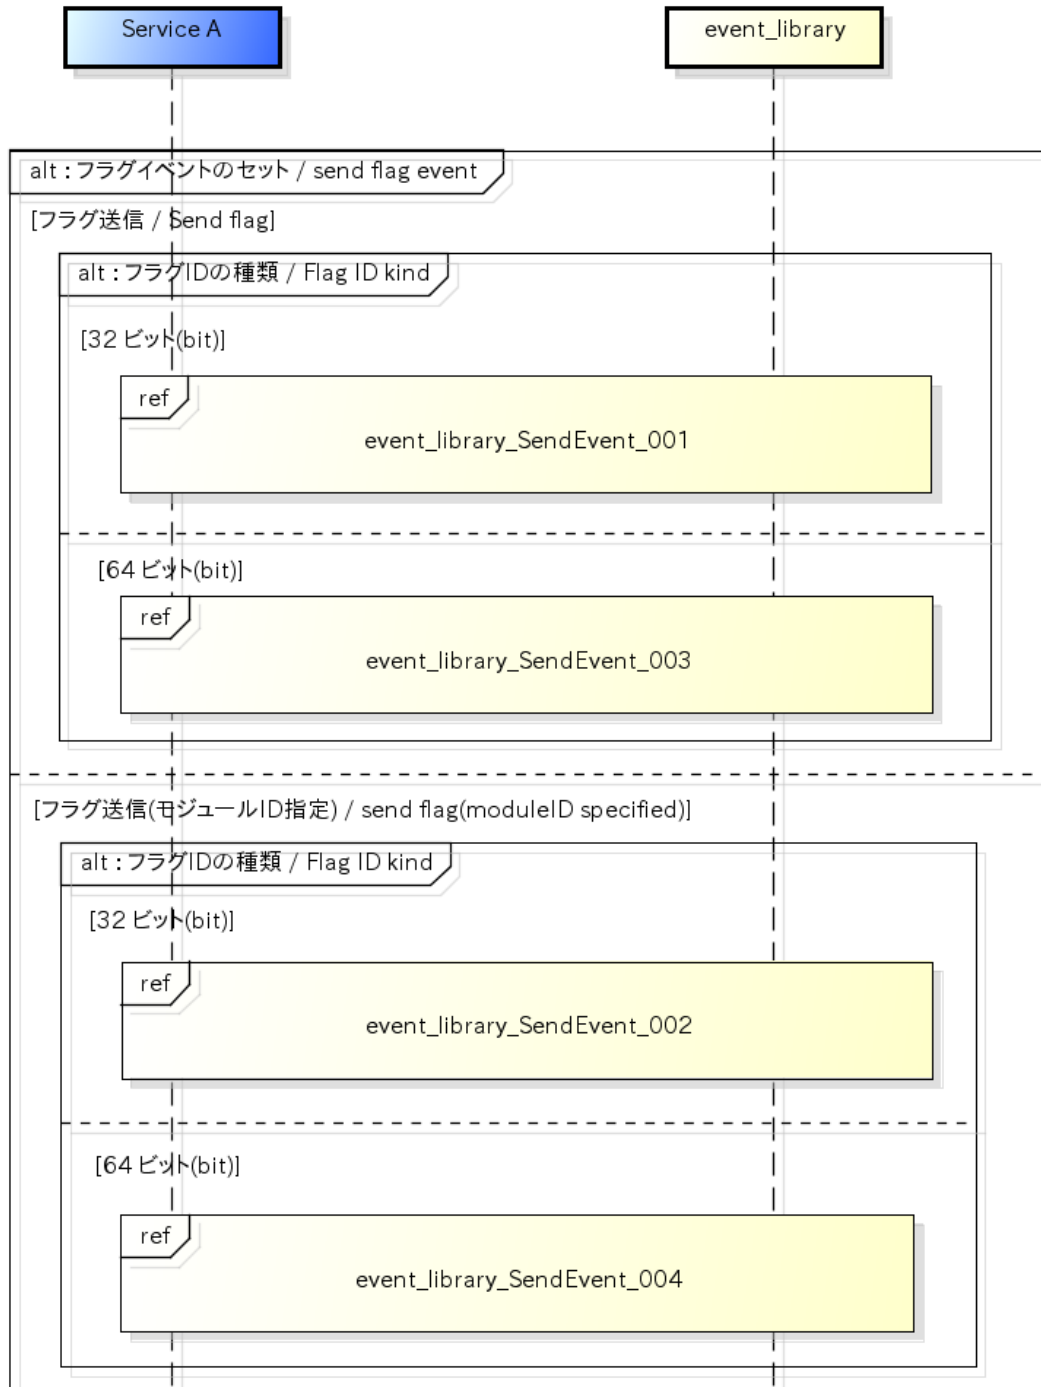 Service A
event_library
alt : フラグイベントのセット / send flag event
[フラグ送信 / Send flag]
alt : フラグIDの種類 / Flag ID kind
[32 ビット(bit)]
ref
event_library_SendEvent_001
[64 ビット(bit)]
ref
event_library_SendEvent_003
[フラグ送信(モジュールID指定) / send flag(moduleID specified)]
alt : フラグIDの種類 / Flag ID kind
[32 ビット(bit)]
ref
event_library_SendEvent_002
[64 ビット(bit)]
ref
event_library_SendEvent_004